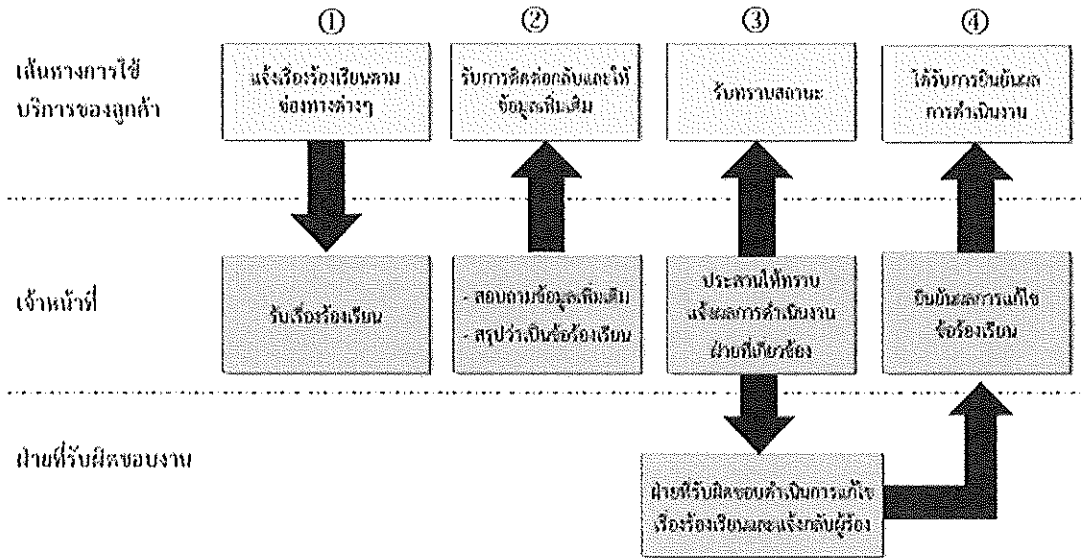 ① ② ③ ④
เส้นทางการใช้
บริการของลูกค้า
แจ้งเรื่องร้องเรียนตาม
ช่องทางต่างๆ
รับการติดต่อกลับและให้
ข้อมูลเพิ่มเติม
รับทราบสถานะ
ได้รับการยืนยันผล
การดำเนินงาน
เจ้าหน้าที่
รับเรื่องร้องเรียน
- สอบถามข้อมูลเพิ่มเติม
- สรุปว่าเป็นข้อร้องเรียน
ประสานให้ทราบ
แจ้งผลการดำเนินงาน
ฝ่ายที่เกี่ยวข้อง
ยืนยันผลการแก้ไข
ข้อร้องเรียน
ฝ่ายที่รับผิดชอบงาน
ฝ่ายที่รับผิดชอบดำเนินการแก้ไข
เรื่องร้องเรียนและแจ้งกลับผู้ร้อง